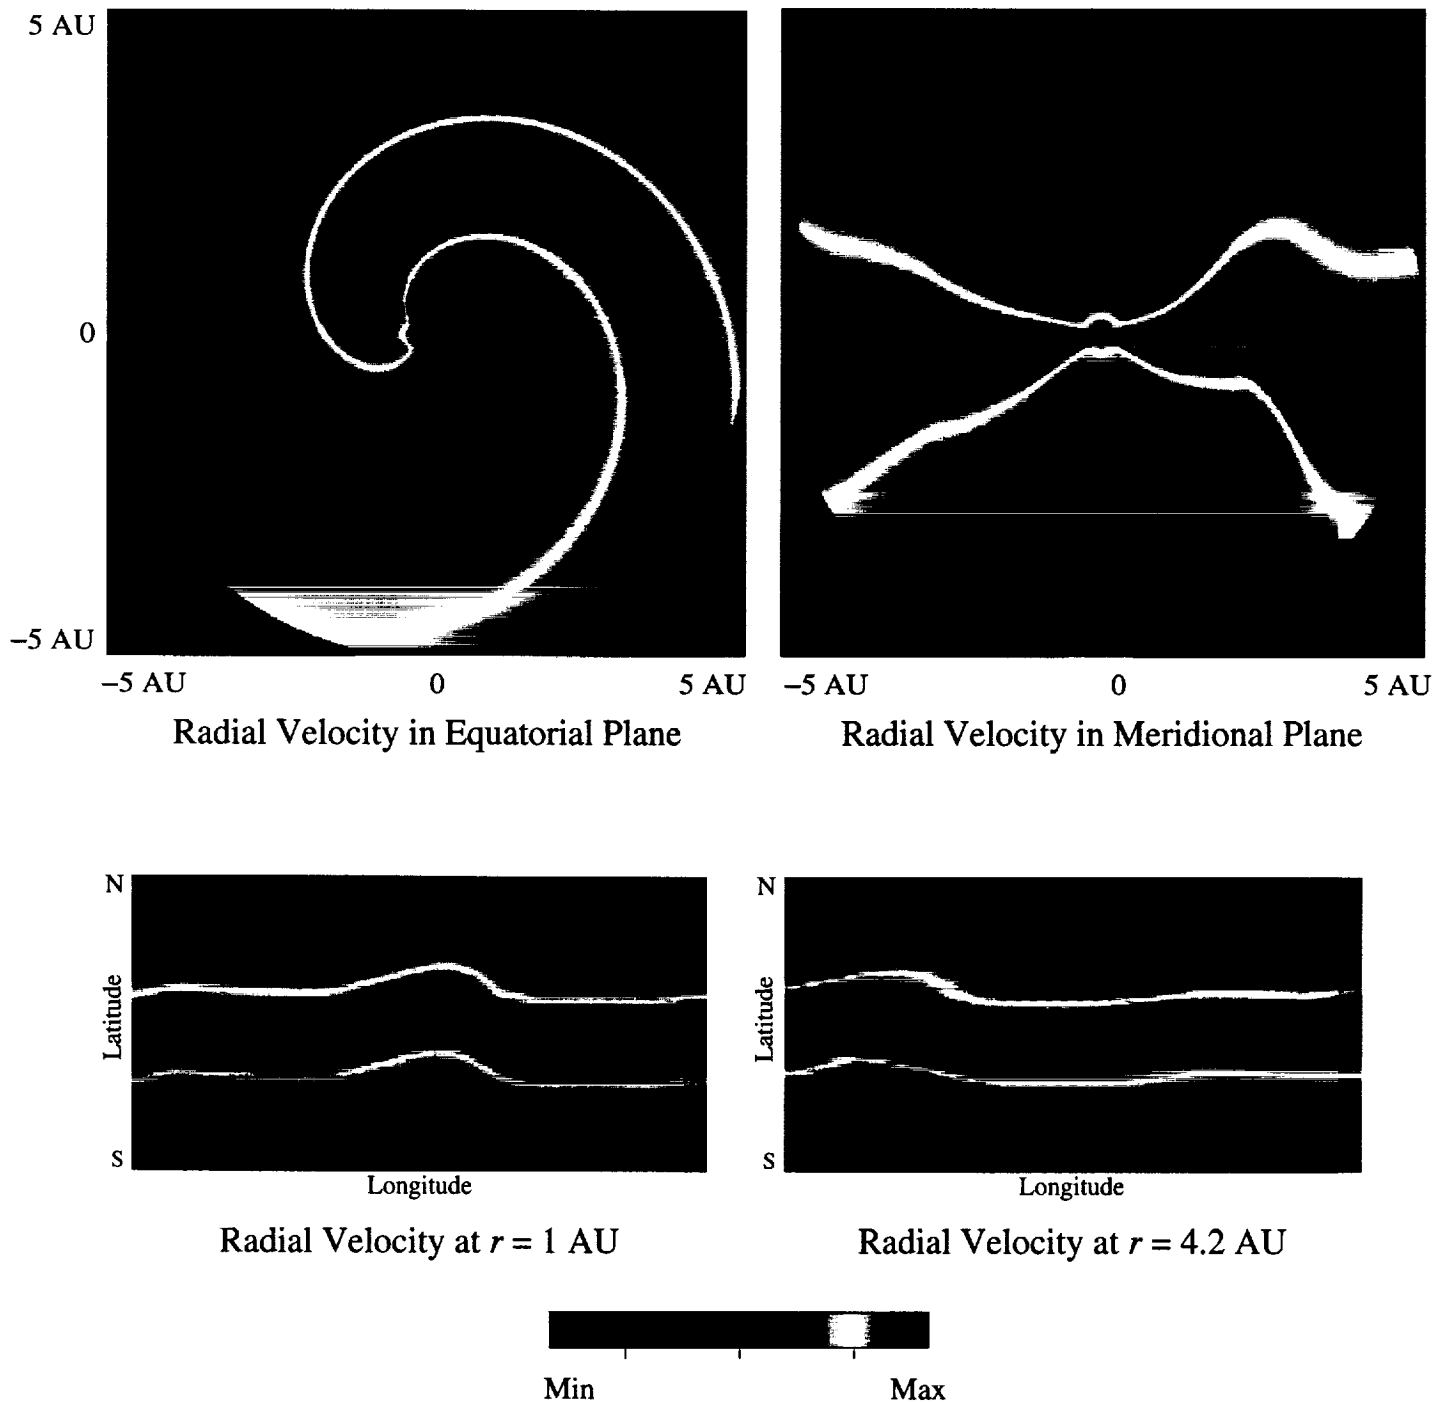 5 AU
0
−5 AU
−5 AU 0 5 AU
−5 AU 0 5 AU
Radial Velocity in Equatorial Plane
Radial Velocity in Meridional Plane
N
Latitude
S
Longitude
N
Latitude
S
Longitude
Radial Velocity at r = 1 AU
Radial Velocity at r = 4.2 AU
Min Max